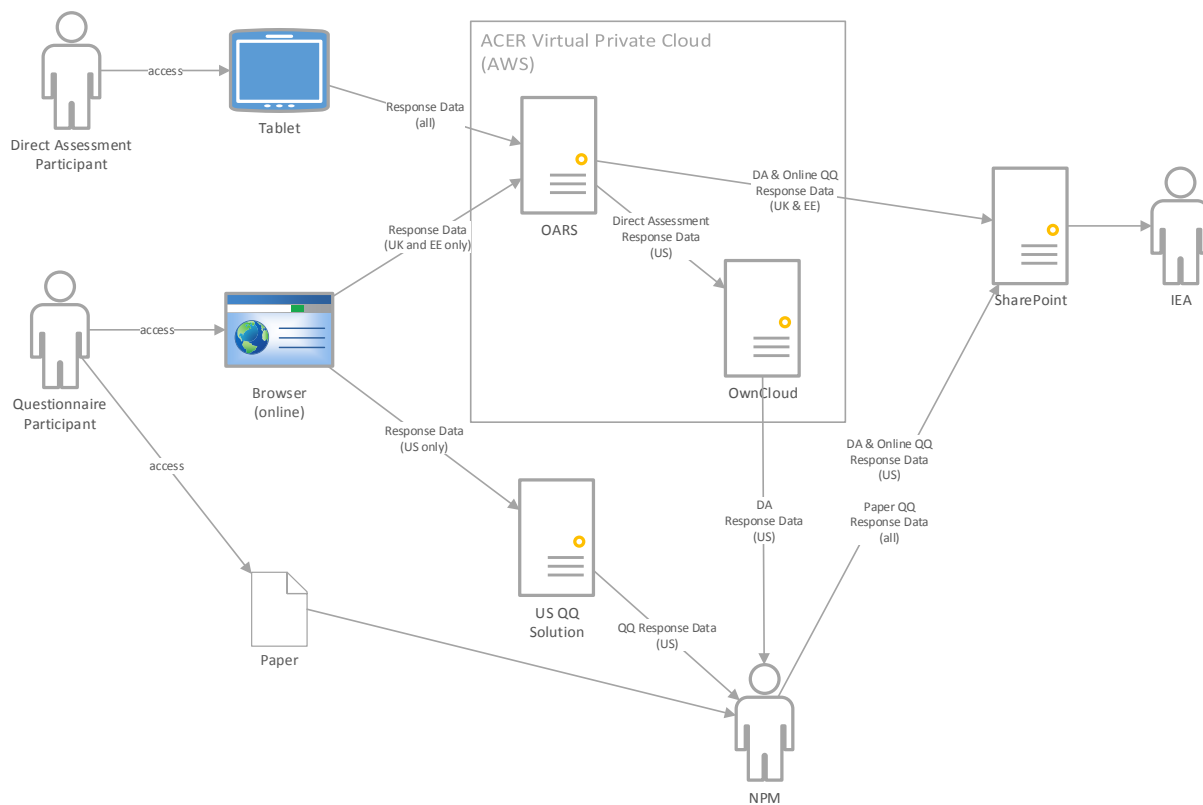 ACER Virtual Private Cloud
(AWS)
access
Response Data
(all)
Tablet
Direct Assessment
Participant
DA & Online QQ
Response Data
(UK & EE)
OARS
Direct Assessment
Response Data
(US)
Response Data
(UK and EE only)
SharePoint
IEA
access
Browser
(online)
OwnCloud
Questionnaire
Participant
Response Data
(US only)
DA & Online QQ
Response Data
(US)
access
DA
Response Data
(US)
Paper QQ
Response Data
(all)
US QQ
Solution
QQ Response Data
(US)
Paper
NPM